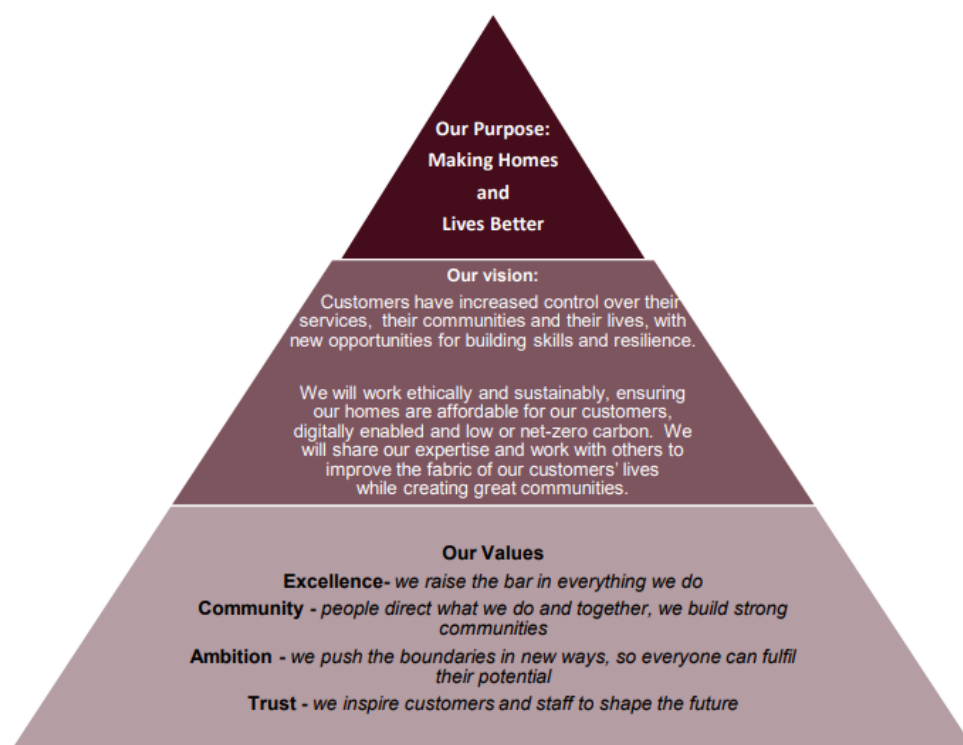 Our Purpose:
Making Homes
and
Lives Better
Our vision:
Customers have increased control over their
services, their communities and their lives, with
new opportunities for building skills and resilience.
We will work ethically and sustainably, ensuring
our homes are affordable for our customers,
digitally enabled and low or net-zero carbon. We
will share our expertise and work with others to
improve the fabric of our customers’ lives
while creating great communities.
Our Values
Excellence- we raise the bar in everything we do
Community - people direct what we do and together, we build strong
communities
Ambition - we push the boundaries in new ways, so everyone can fulfil
their potential
Trust - we inspire customers and staff to shape the future